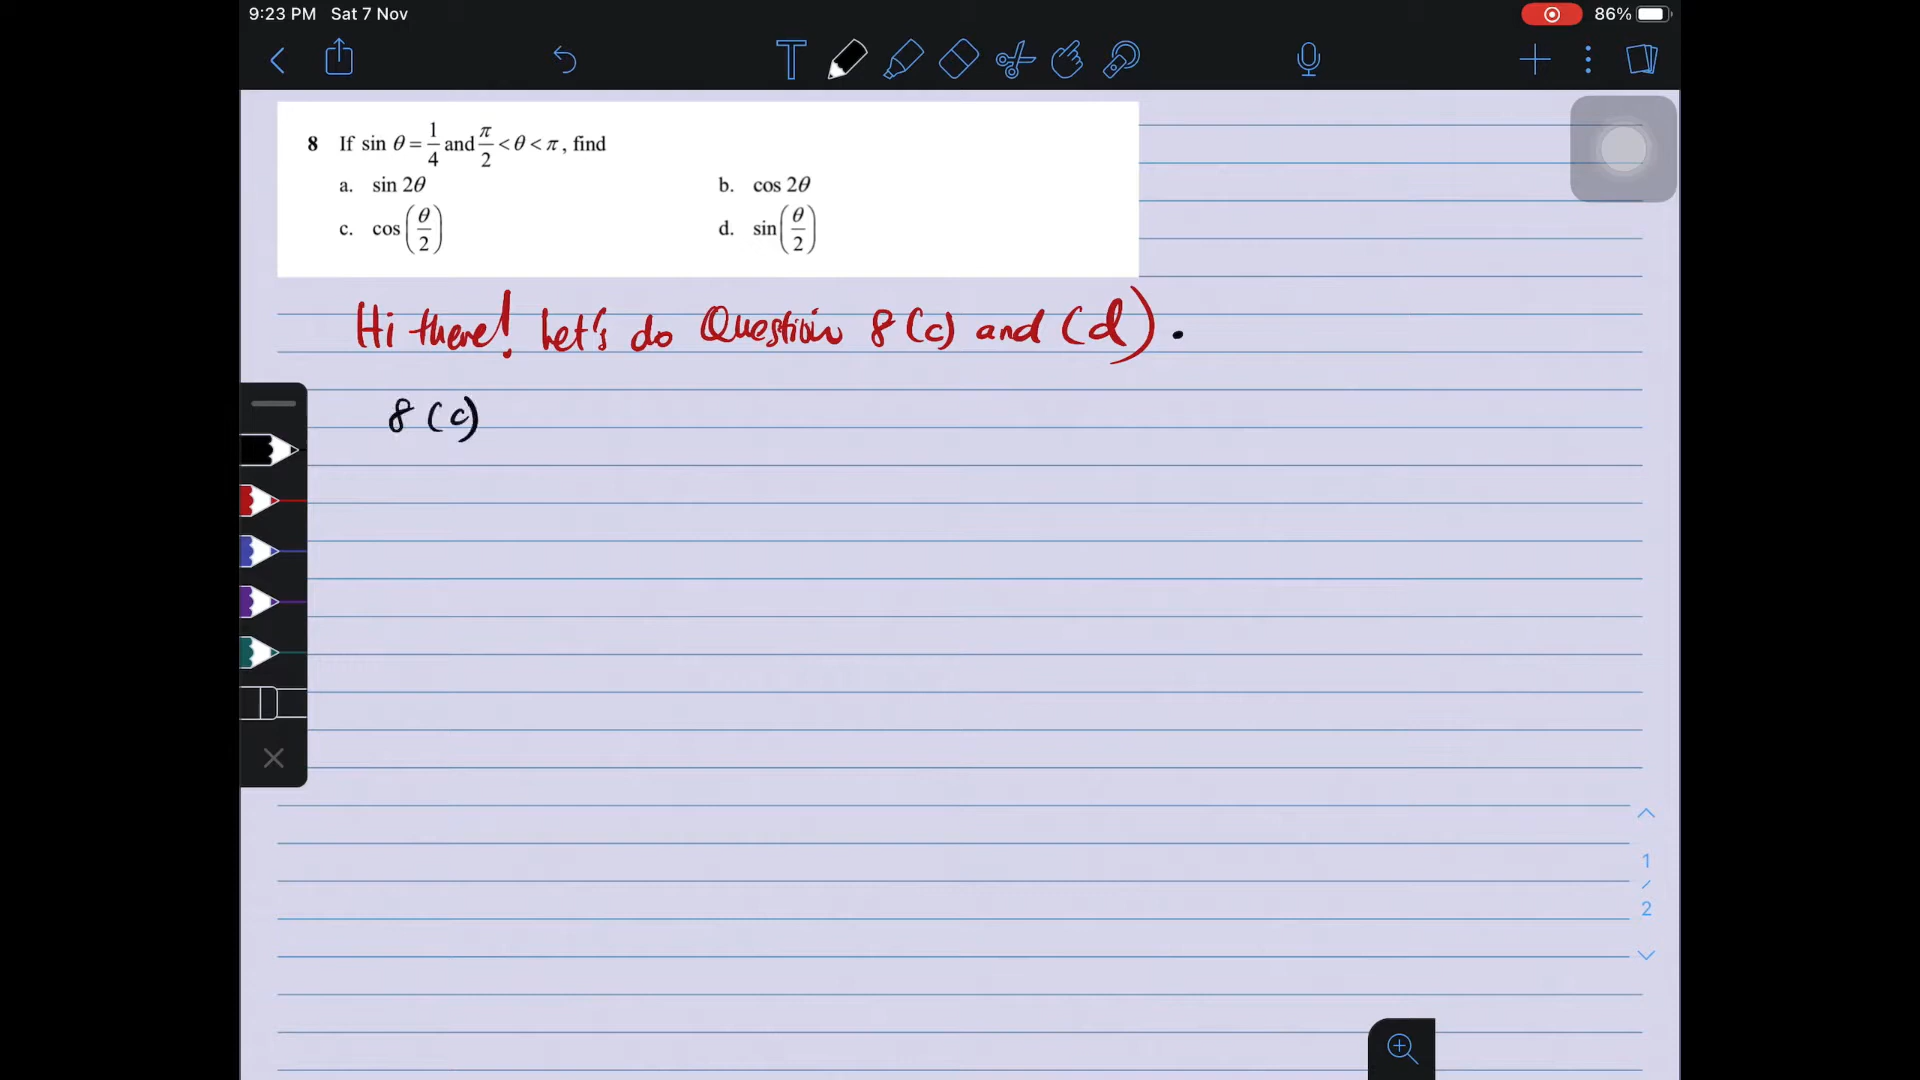 9:23 PM Sat 7 Nov 86%
8 If sin θ = 1/4 and π/2 < θ < π, find
a. sin 2θ b. cos 2θ
c. cos(θ/2) d. sin(θ/2)
Hi there! Let's do Question 8 (c) and (d).
8 (c)
1
2